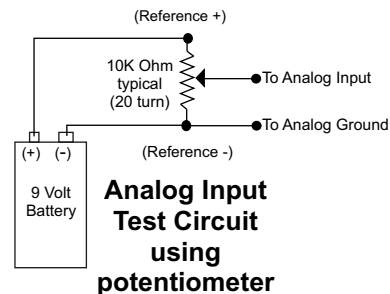 (Reference +)
10K Ohm
typical
(20 turn)
To Analog Input
To Analog Ground
(+) (-)
(Reference -)
9 Volt
Battery
Analog Input
Test Circuit
using
potentiometer